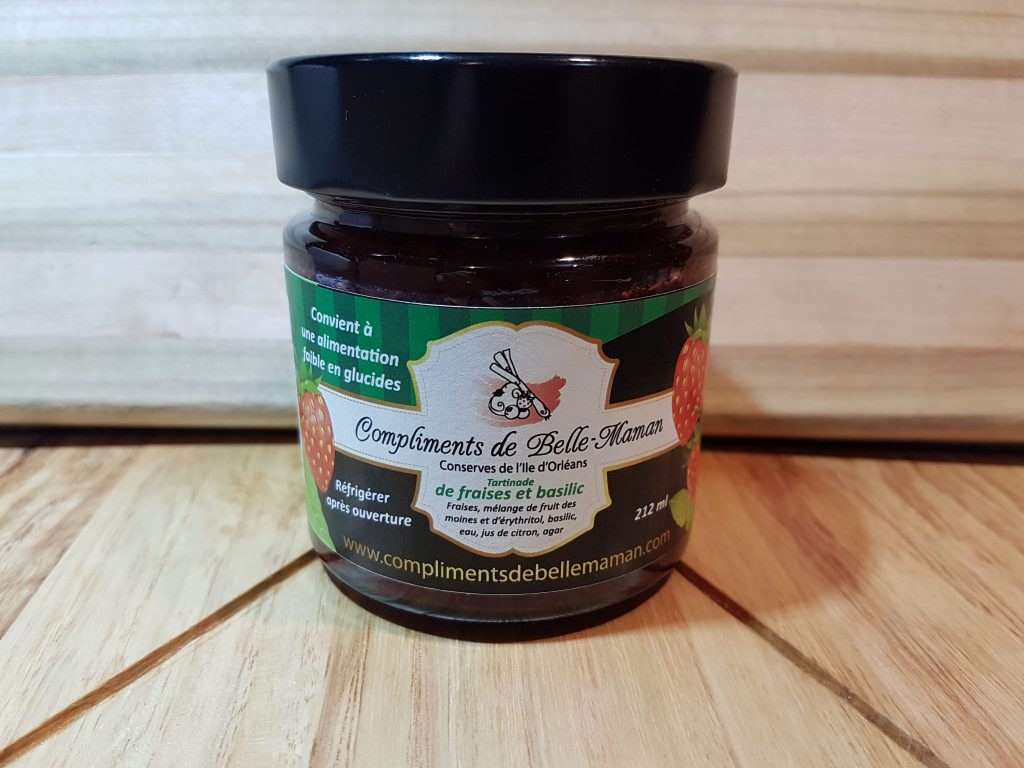 Convient à
une alimentation
faible en glucides
Compliments de Belle-Maman
Conserves de l'Ile d'Orléans
Tartinade
de fraises et basilic
Fraises, mélange de fruit des
moines et d'érythritol, basilic,
eau, jus de citron, agar
Réfrigérer
après ouverture
212 ml
www.complimentsdebellemaman.com